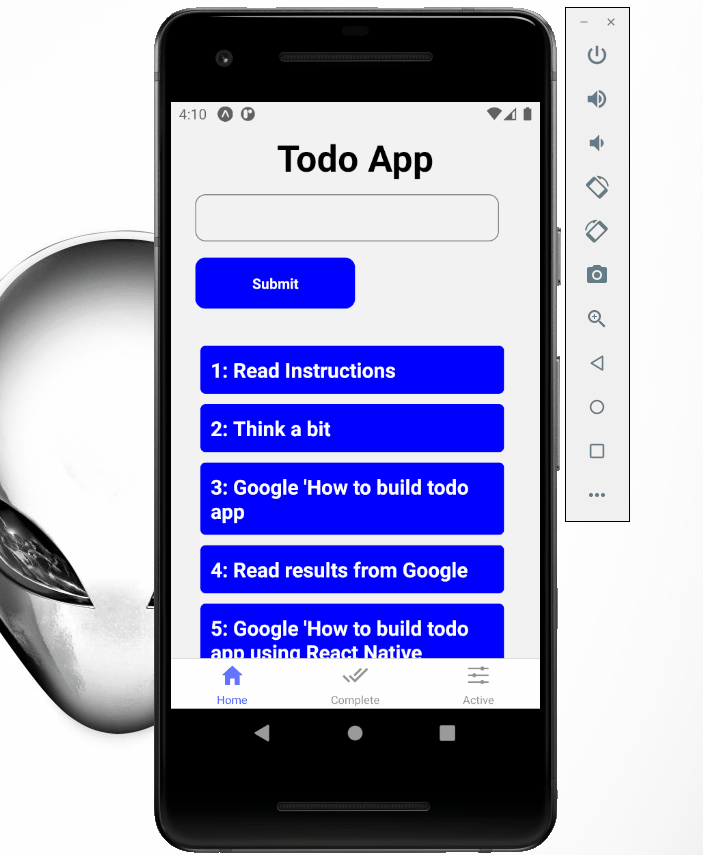 4:10
Todo App
Submit
1: Read Instructions
2: Think a bit
3: Google 'How to build todo
app
4: Read results from Google
5: Google 'How to build todo
app using React Native
Home Complete Active